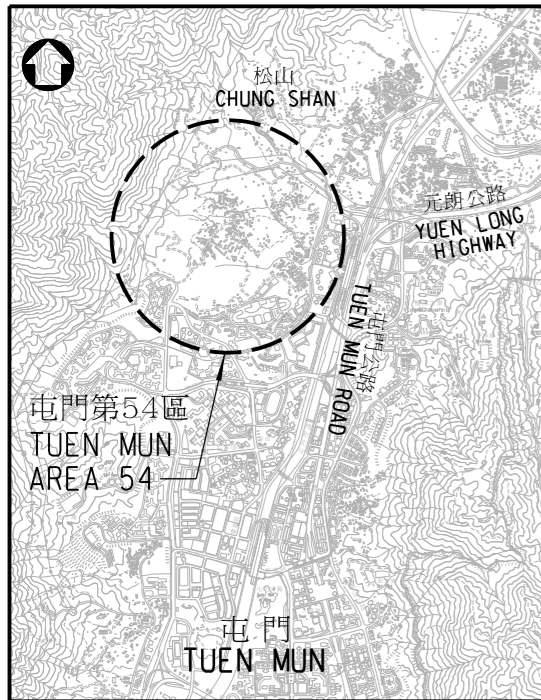 松山
CHUNG SHAN
元朗公路
YUEN LONG
HIGHWAY
屯門公路
TUEN MUN ROAD
屯門第54區
TUEN MUN
AREA 54
屯門
TUEN MUN